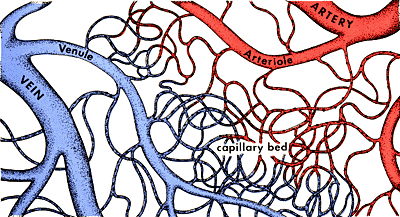 ARTERY
Venule
Arteriole
VEIN
capillary bed